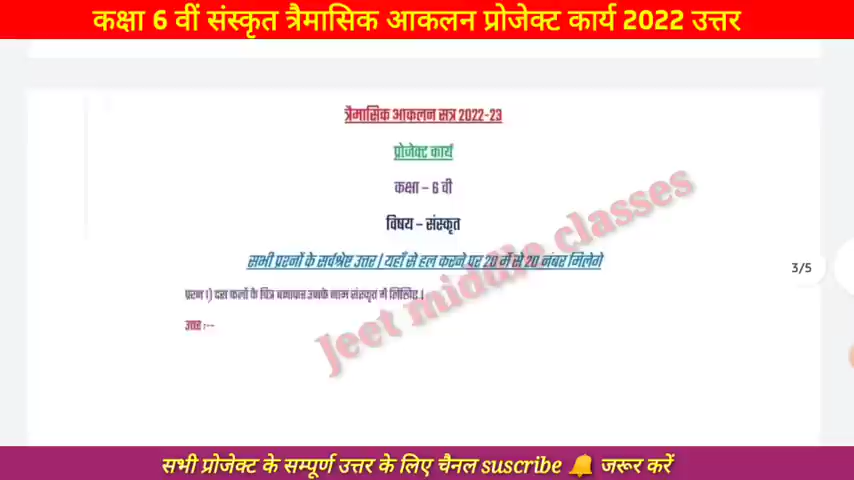 कक्षा 6 वीं संस्कृत त्रैमासिक आकलन प्रोजेक्ट कार्य 2022 उत्तर
त्रैमासिक आकलन सत्र 2022-23
प्रोजेक्ट कार्य
कक्षा – 6 वी
विषय – संस्कृत
सभी प्रश्नों के सर्वश्रेष्ट उत्तर | यहाँ से हल करने पर 20 में से 20 नंबर मिलेगे
3/5
प्रश्न 1) दस फलों के चित्र बनाकर उनके नाम संस्कृत में लिखिए ।
उत्तर :--
Jeet middle classes
सभी प्रोजेक्ट के सम्पूर्ण उत्तर के लिए चैनल suscribe 🔔 जरूर करें